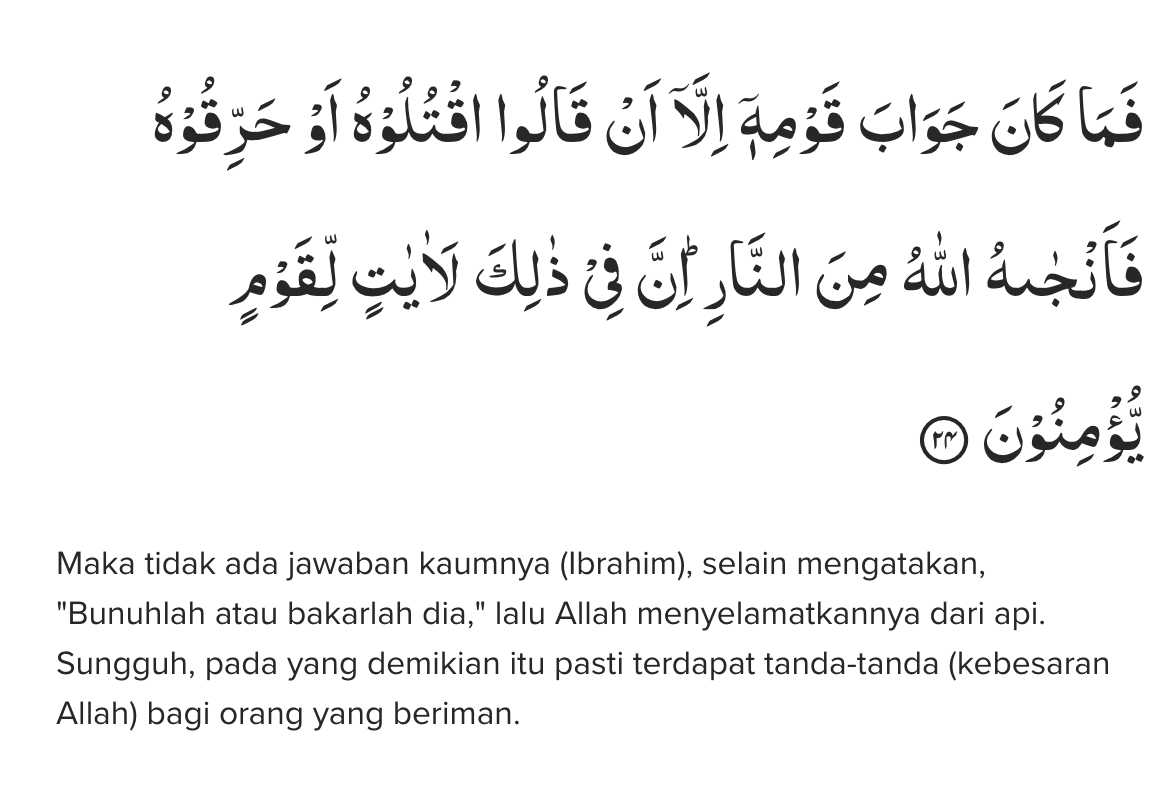 فَمَا كَانَ جَوَابَ قَوْمِهٖٓ اِلَّآ اَنْ قَالُوا اقْتُلُوْهُ اَوْ حَرِّقُوْهُ
فَاَنْجٰىهُ اللّٰهُ مِنَ النَّارِۗ اِنَّ فِيْ ذٰلِكَ لَاٰيٰتٍ لِّقَوْمٍ
يُّؤْمِنُوْنَ ٢٤
Maka tidak ada jawaban kaumnya (Ibrahim), selain mengatakan,
"Bunuhlah atau bakarlah dia," lalu Allah menyelamatkannya dari api.
Sungguh, pada yang demikian itu pasti terdapat tanda-tanda (kebesaran
Allah) bagi orang yang beriman.